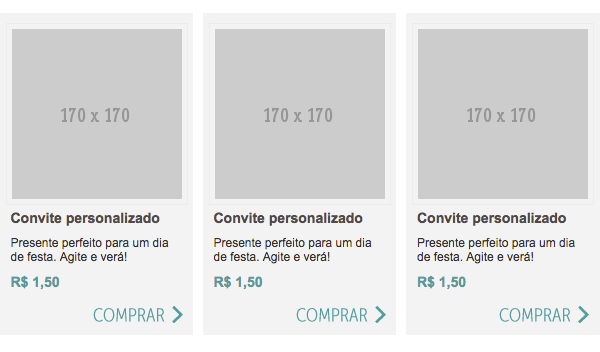 170 x 170
Convite personalizado
Presente perfeito para um dia
de festa. Agite e verá!
R$ 1,50
COMPRAR
170 x 170
Convite personalizado
Presente perfeito para um dia
de festa. Agite e verá!
R$ 1,50
COMPRAR
170 x 170
Convite personalizado
Presente perfeito para um dia
de festa. Agite e verá!
R$ 1,50
COMPRAR